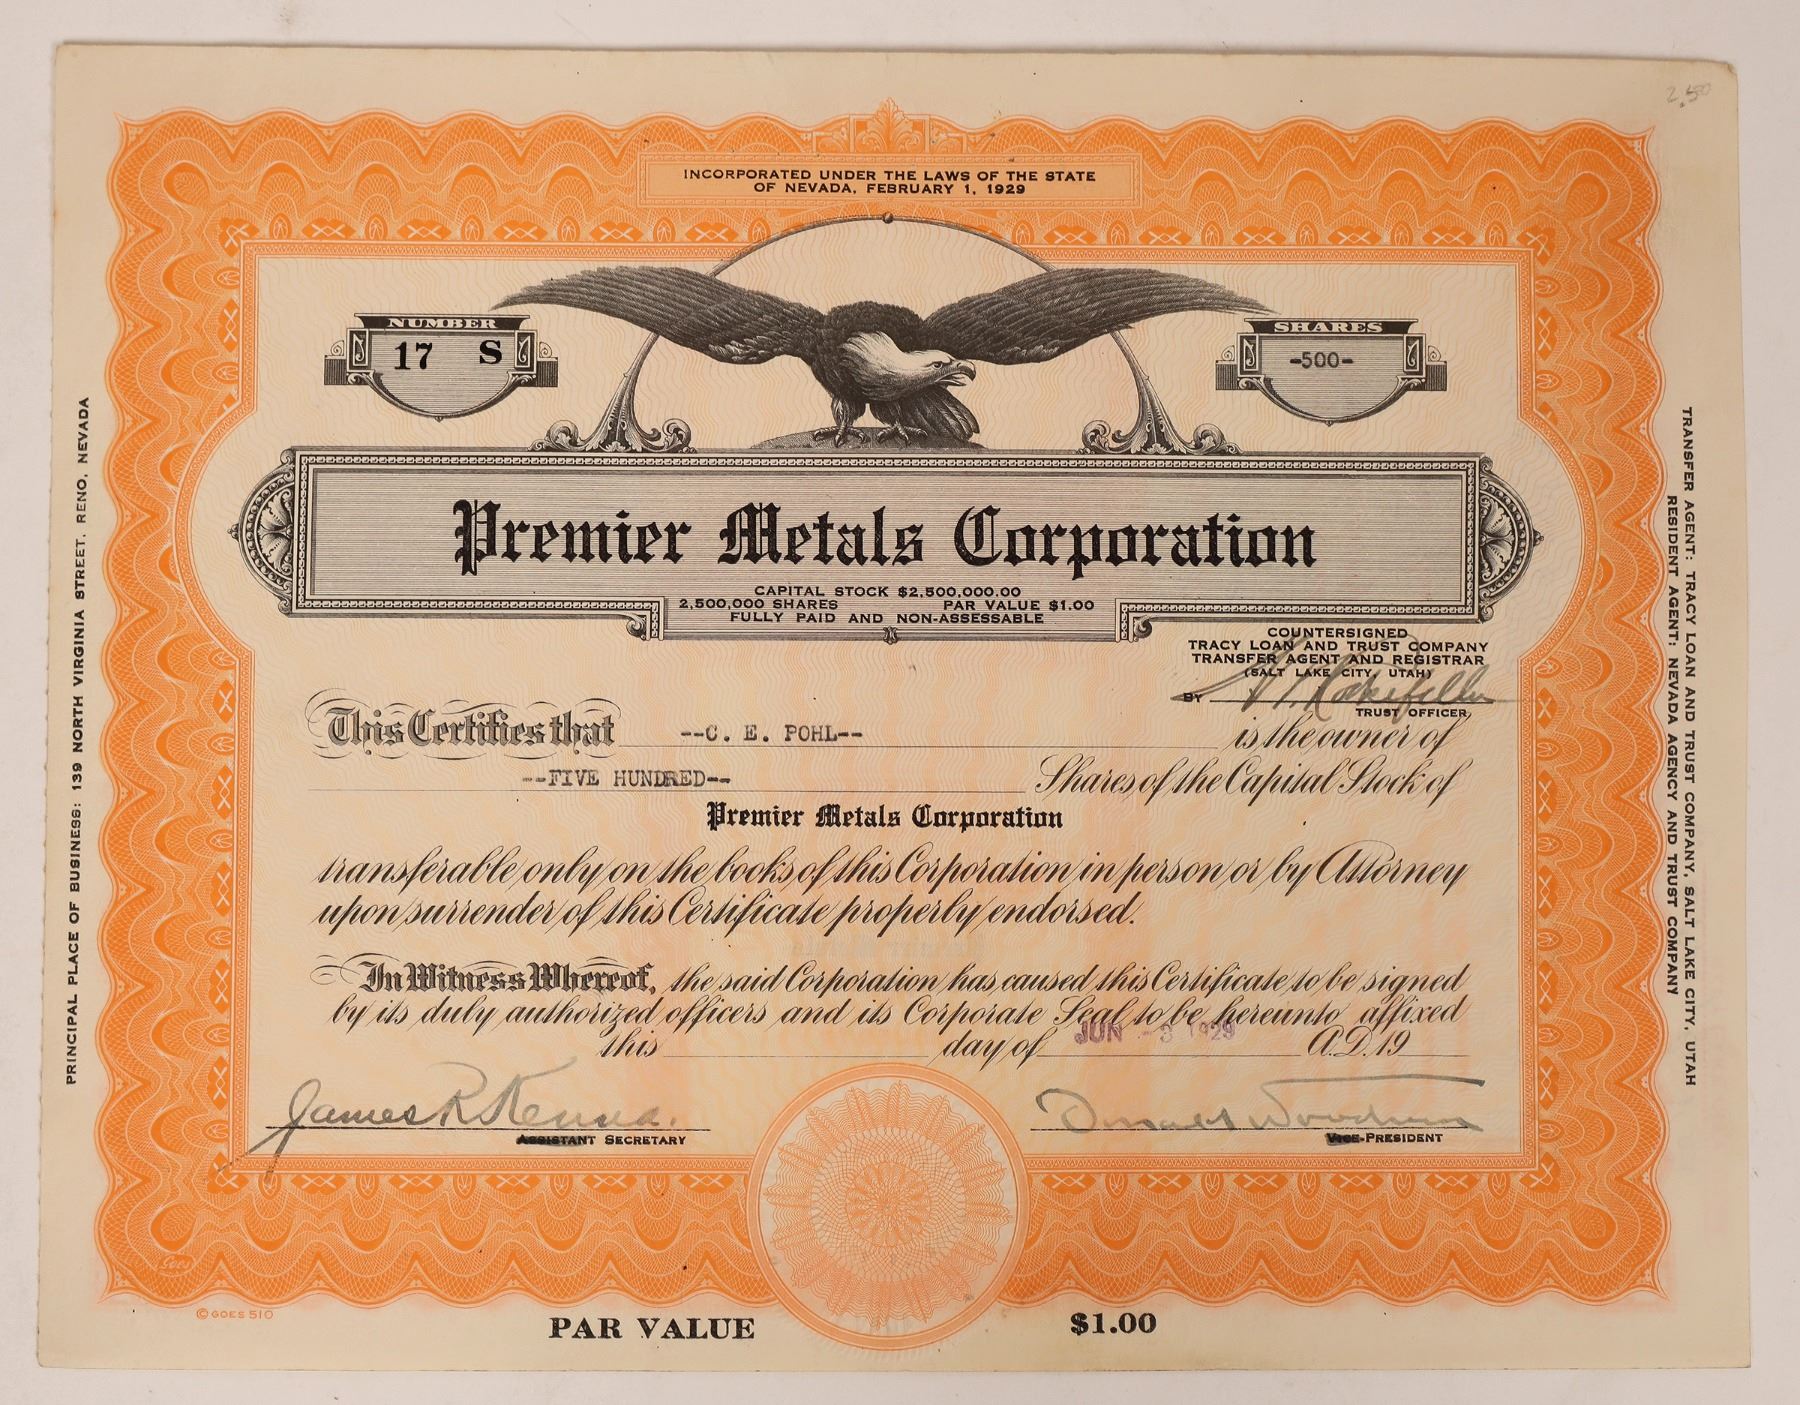 2.50
INCORPORATED UNDER THE LAWS OF THE STATE
OF NEVADA, FEBRUARY 1, 1929
NUMBER
17 S
SHARES
-500-
Premier Metals Corporation
CAPITAL STOCK $2,500,000.00
2,500,000 SHARES PAR VALUE $1.00
FULLY PAID AND NON-ASSESSABLE
COUNTERSIGNED
TRACY LOAN AND TRUST COMPANY
TRANSFER AGENT AND REGISTRAR
(SALT LAKE CITY, UTAH)
BY Rockefeller
TRUST OFFICER
This Certifies that --C. E. POHL-- is the owner of
--FIVE HUNDRED-- Shares of the Capital Stock of
Premier Metals Corporation
transferable only on the books of this Corporation in person or by Attorney
upon surrender of this Certificate properly endorsed.
In Witness Whereof, the said Corporation has caused this Certificate to be signed
by its duly authorized officers and its Corporate Seal to be hereunto affixed
this day of JUN -3 1929 A.D. 19
James R
ASSISTANT SECRETARY
Donald
VICE-PRESIDENT
Goes
© GOES 510
PAR VALUE $1.00
PRINCIPAL PLACE OF BUSINESS: 139 NORTH VIRGINIA STREET, RENO, NEVADA
TRANSFER AGENT: TRACY LOAN AND TRUST COMPANY, SALT LAKE CITY, UTAH
RESIDENT AGENT: NEVADA AGENCY AND TRUST COMPANY